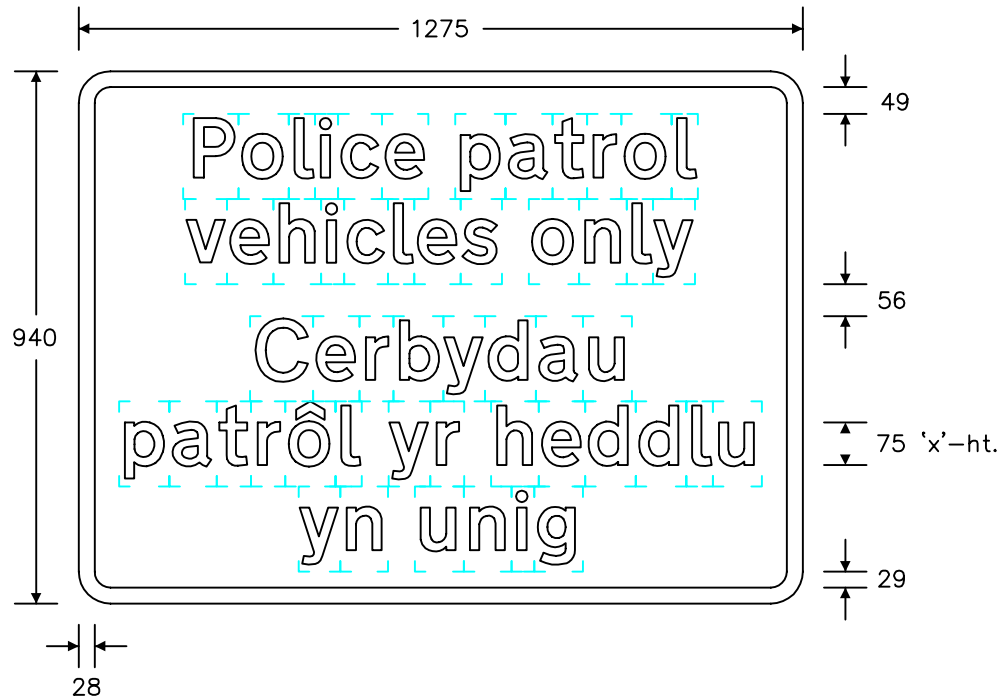 1275
49
Police patrol
vehicles only
56
940
Cerbydau
patrôl yr heddlu
75 ‘x’-ht.
yn unig
29
28